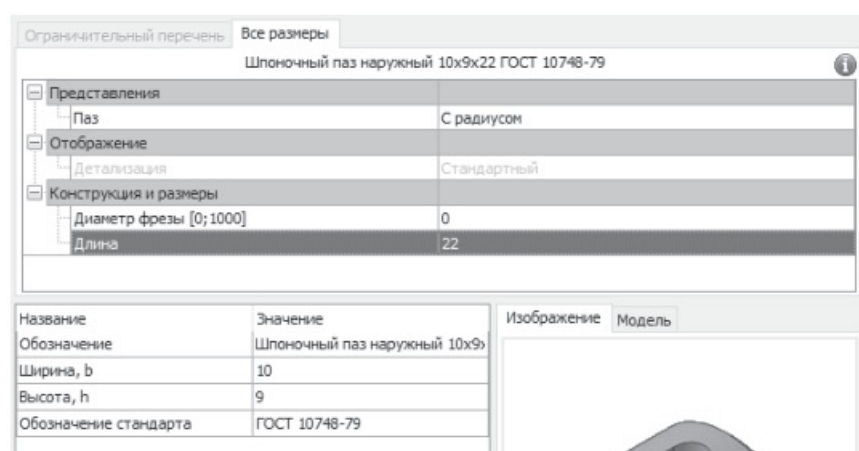 Ограничительный перечень Все размеры
Шпоночный паз наружный 10x9x22 ГОСТ 10748-79
Представления
Паз С радиусом
Отображение
Детализация Стандартный
Конструкция и размеры
Диаметр фрезы [0;1000] 0
Длина 22
Название Значение
Обозначение Шпоночный паз наружный 10x9
Ширина, b 10
Высота, h 9
Обозначение стандарта ГОСТ 10748-79
Изображение Модель